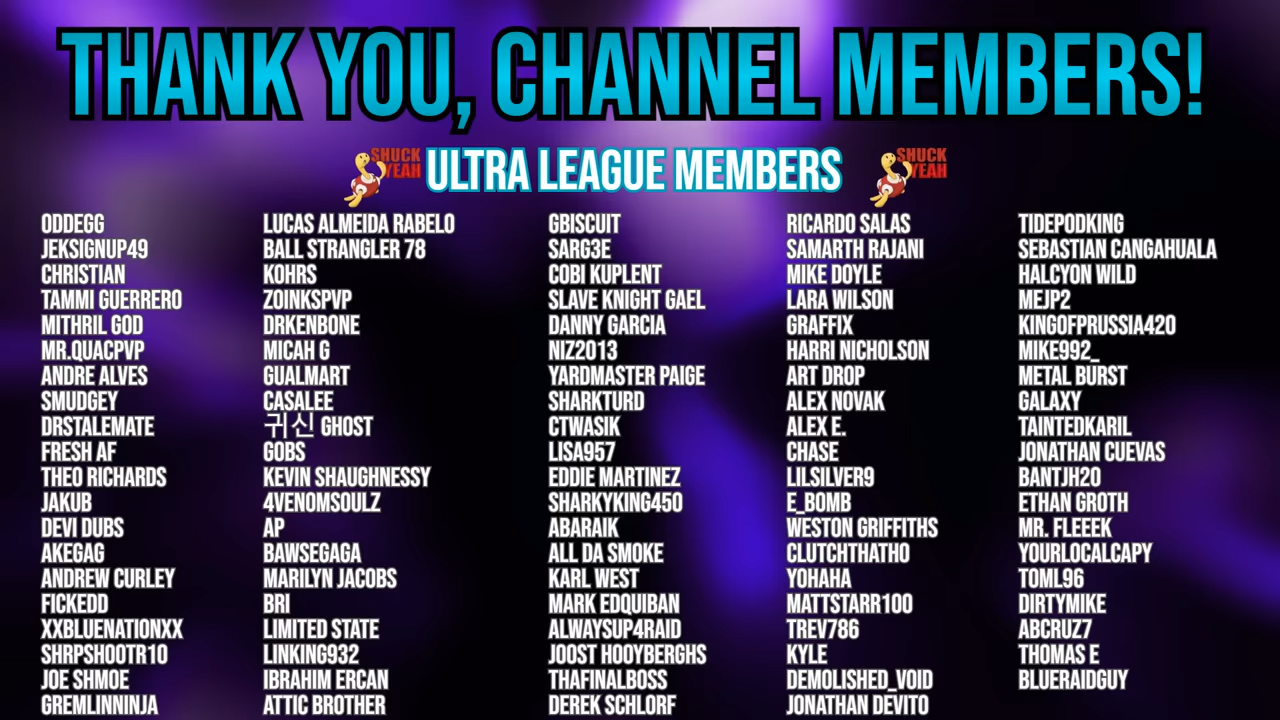 THANK YOU, CHANNEL MEMBERS!
SHUCK YEAH
ULTRA LEAGUE MEMBERS
SHUCK YEAH
ODDEGG
JEKSIGNUP49
CHRISTIAN
TAMMI GUERRERO
MITHRIL GOD
MR.QUACPVP
ANDRE ALVES
SMUDGEY
DRSTALEMATE
FRESH AF
THEO RICHARDS
JAKUB
DEVI DUBS
AKEGAG
ANDREW CURLEY
FICKEDD
XXBLUENATIONXX
SHRPSHOOTR10
JOE SHMOE
GREMLINNINJA
LUCAS ALMEIDA RABELO
BALL STRANGLER 78
KOHRS
ZOINKSPVP
DRKENBONE
MICAH G
GUALMART
CASALEE
귀신 GHOST
GOBS
KEVIN SHAUGHNESSY
4VENOMSOULZ
AP
BAWSEGAGA
MARILYN JACOBS
BRI
LIMITED STATE
LINKING932
IBRAHIM ERCAN
ATTIC BROTHER
GBISCUIT
SARG3E
COBI KUPLENT
SLAVE KNIGHT GAEL
DANNY GARCIA
NIZ2013
YARDMASTER PAIGE
SHARKTURD
CTWASIK
LISA957
EDDIE MARTINEZ
SHARKYKING450
ABARAIK
ALL DA SMOKE
KARL WEST
MARK EDQUIBAN
ALWAYSUP4RAID
JOOST HOOYBERGHS
THAFINALBOSS
DEREK SCHLORF
RICARDO SALAS
SAMARTH RAJANI
MIKE DOYLE
LARA WILSON
GRAFFIX
HARRI NICHOLSON
ART DROP
ALEX NOVAK
ALEX E.
CHASE
LILSILVER9
E_BOMB
WESTON GRIFFITHS
CLUTCHTHATHO
YOHAHA
MATTSTARR100
TREV786
KYLE
DEMOLISHED_VOID
JONATHAN DEVITO
TIDEPODKING
SEBASTIAN CANGAHUALA
HALCYON WILD
MEJP2
KINGOFPRUSSIA420
MIKE992_
METAL BURST
GALAXY
TAINTEDKARIL
JONATHAN CUEVAS
BANTJH20
ETHAN GROTH
MR. FLEEEK
YOURLOCALCAPY
TOML96
DIRTYMIKE
ABCRUZ7
THOMAS E
BLUERAIDGUY